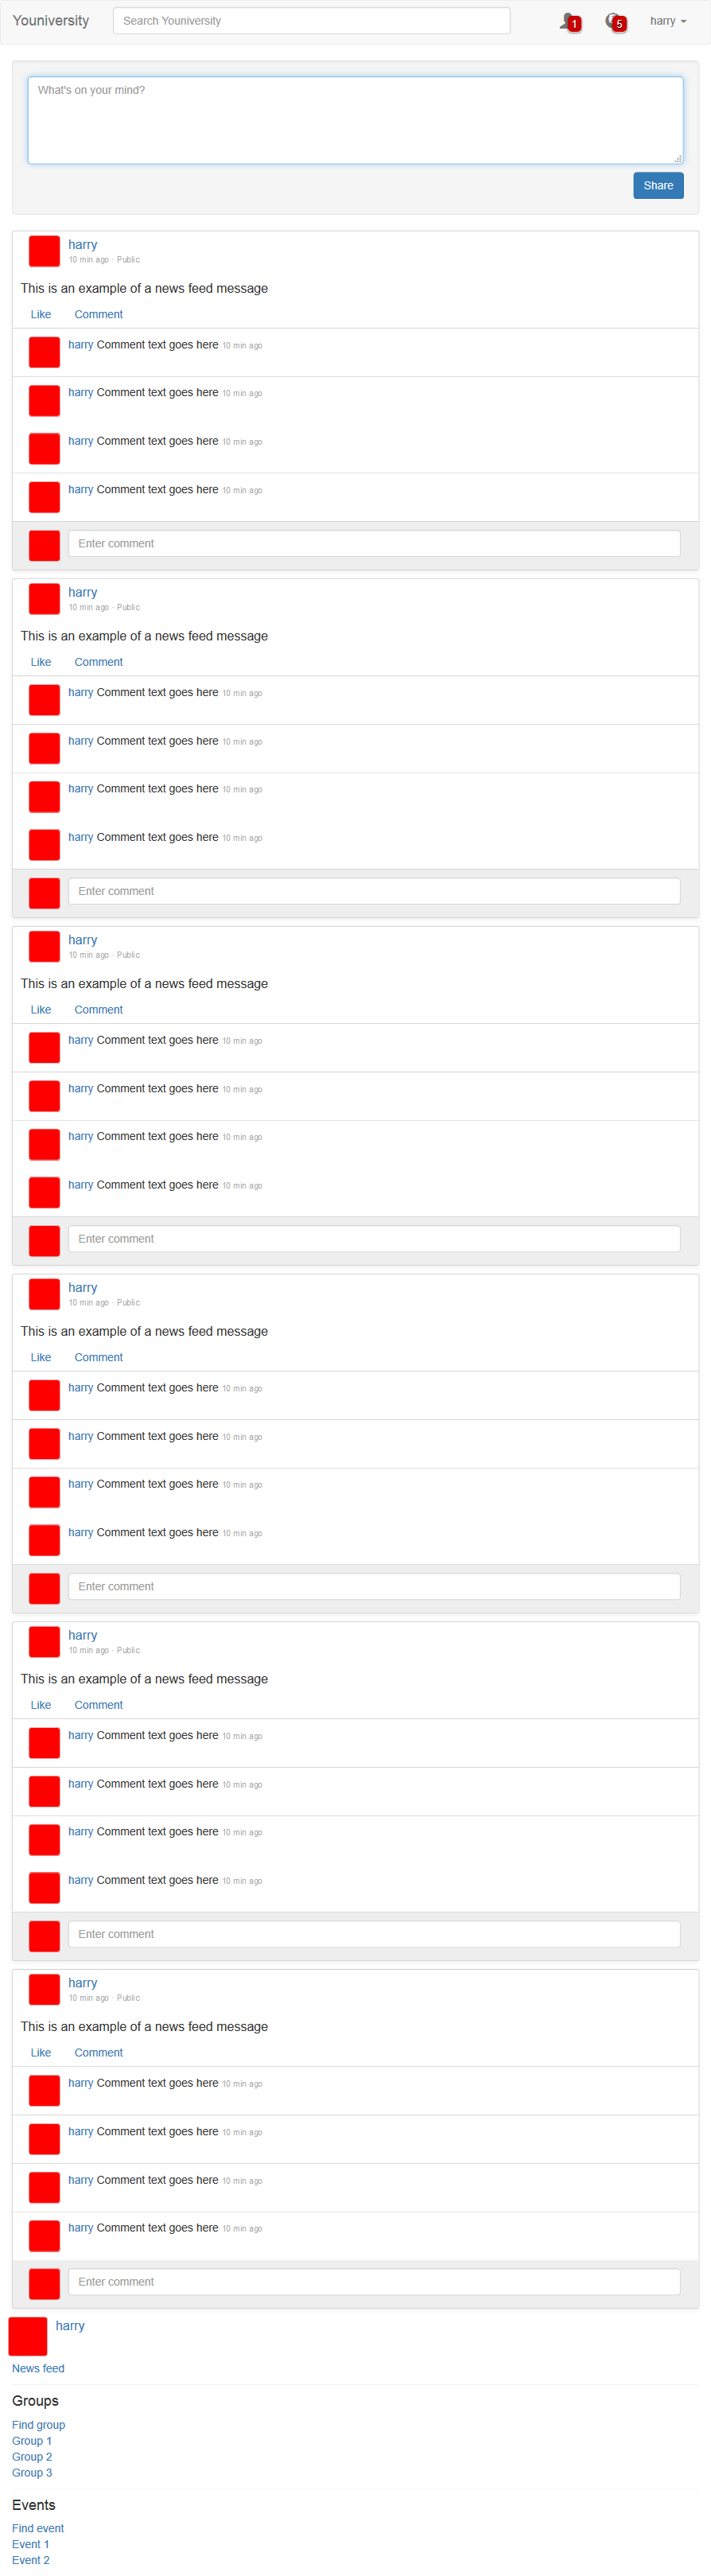 Youniversity Search Youniversity 1 5 harry
What's on your mind?
Share
harry
10 min ago · Public
This is an example of a news feed message
Like Comment
harry Comment text goes here 10 min ago
harry Comment text goes here 10 min ago
harry Comment text goes here 10 min ago
harry Comment text goes here 10 min ago
Enter comment
harry
10 min ago · Public
This is an example of a news feed message
Like Comment
harry Comment text goes here 10 min ago
harry Comment text goes here 10 min ago
harry Comment text goes here 10 min ago
harry Comment text goes here 10 min ago
Enter comment
harry
10 min ago · Public
This is an example of a news feed message
Like Comment
harry Comment text goes here 10 min ago
harry Comment text goes here 10 min ago
harry Comment text goes here 10 min ago
harry Comment text goes here 10 min ago
Enter comment
harry
10 min ago · Public
This is an example of a news feed message
Like Comment
harry Comment text goes here 10 min ago
harry Comment text goes here 10 min ago
harry Comment text goes here 10 min ago
harry Comment text goes here 10 min ago
Enter comment
harry
10 min ago · Public
This is an example of a news feed message
Like Comment
harry Comment text goes here 10 min ago
harry Comment text goes here 10 min ago
harry Comment text goes here 10 min ago
harry Comment text goes here 10 min ago
Enter comment
harry
10 min ago · Public
This is an example of a news feed message
Like Comment
harry Comment text goes here 10 min ago
harry Comment text goes here 10 min ago
harry Comment text goes here 10 min ago
harry Comment text goes here 10 min ago
Enter comment
harry
News feed
Groups
Find group
Group 1
Group 2
Group 3
Events
Find event
Event 1
Event 2